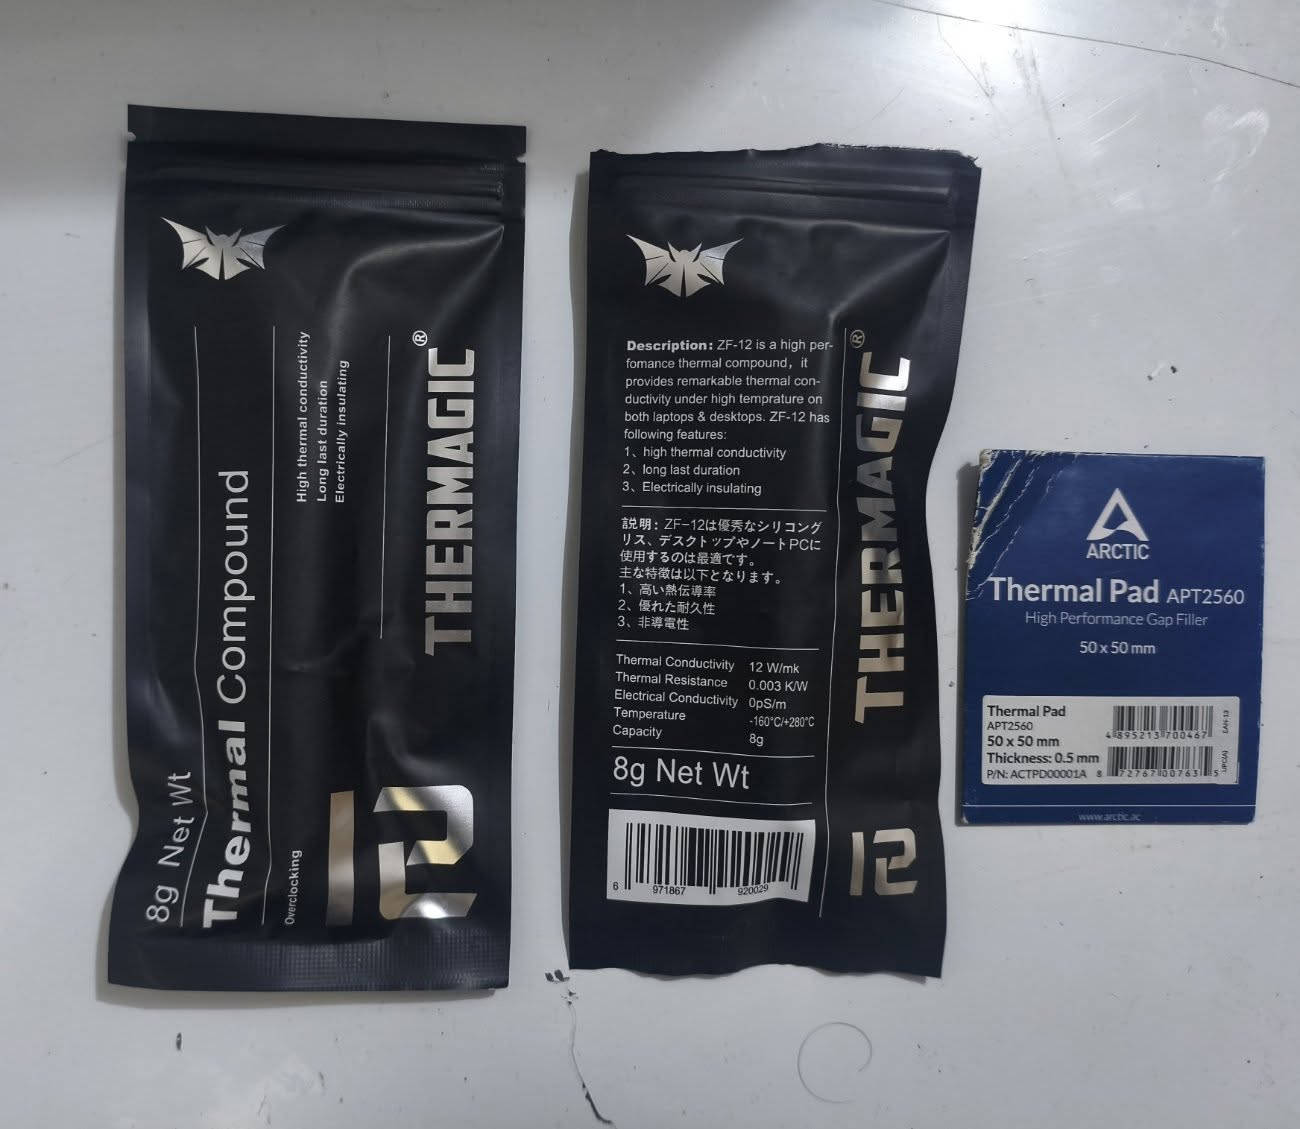 8g Net Wt
Thermal Compound
Overclocking
High thermal conductivity
Long last duration
Electrically insulating
THERMAGIC®
12
Description: ZF-12 is a high per-
fomance thermal compound, it
provides remarkable thermal con-
ductivity under high temprature on
both laptops & desktops. ZF-12 has
following features:
1、high thermal conductivity
2、long last duration
3、Electrically insulating
説明: ZF-12は優秀なシリコング
リス、デスクトップやノートPCに
使用するのは最適です。
主な特徴は以下となります。
1、高い熱伝導率
2、優れた耐久性
3、非導電性
Thermal Conductivity 12 W/mk
Thermal Resistance 0.003 K/W
Electrical Conductivity 0pS/m
Temperature -160°C/+280°C
Capacity 8g
8g Net Wt
6 971867 920029
THERMAGIC®
12
ARCTIC
Thermal Pad APT2560
High Performance Gap Filler
50 x 50 mm
Thermal Pad
APT2560
50 x 50 mm
Thickness: 0.5 mm
P/N: ACTPD00001A
4 895213 700467
EAN-13
8 72767 00763 5
UPC(A)
www.arctic.ac